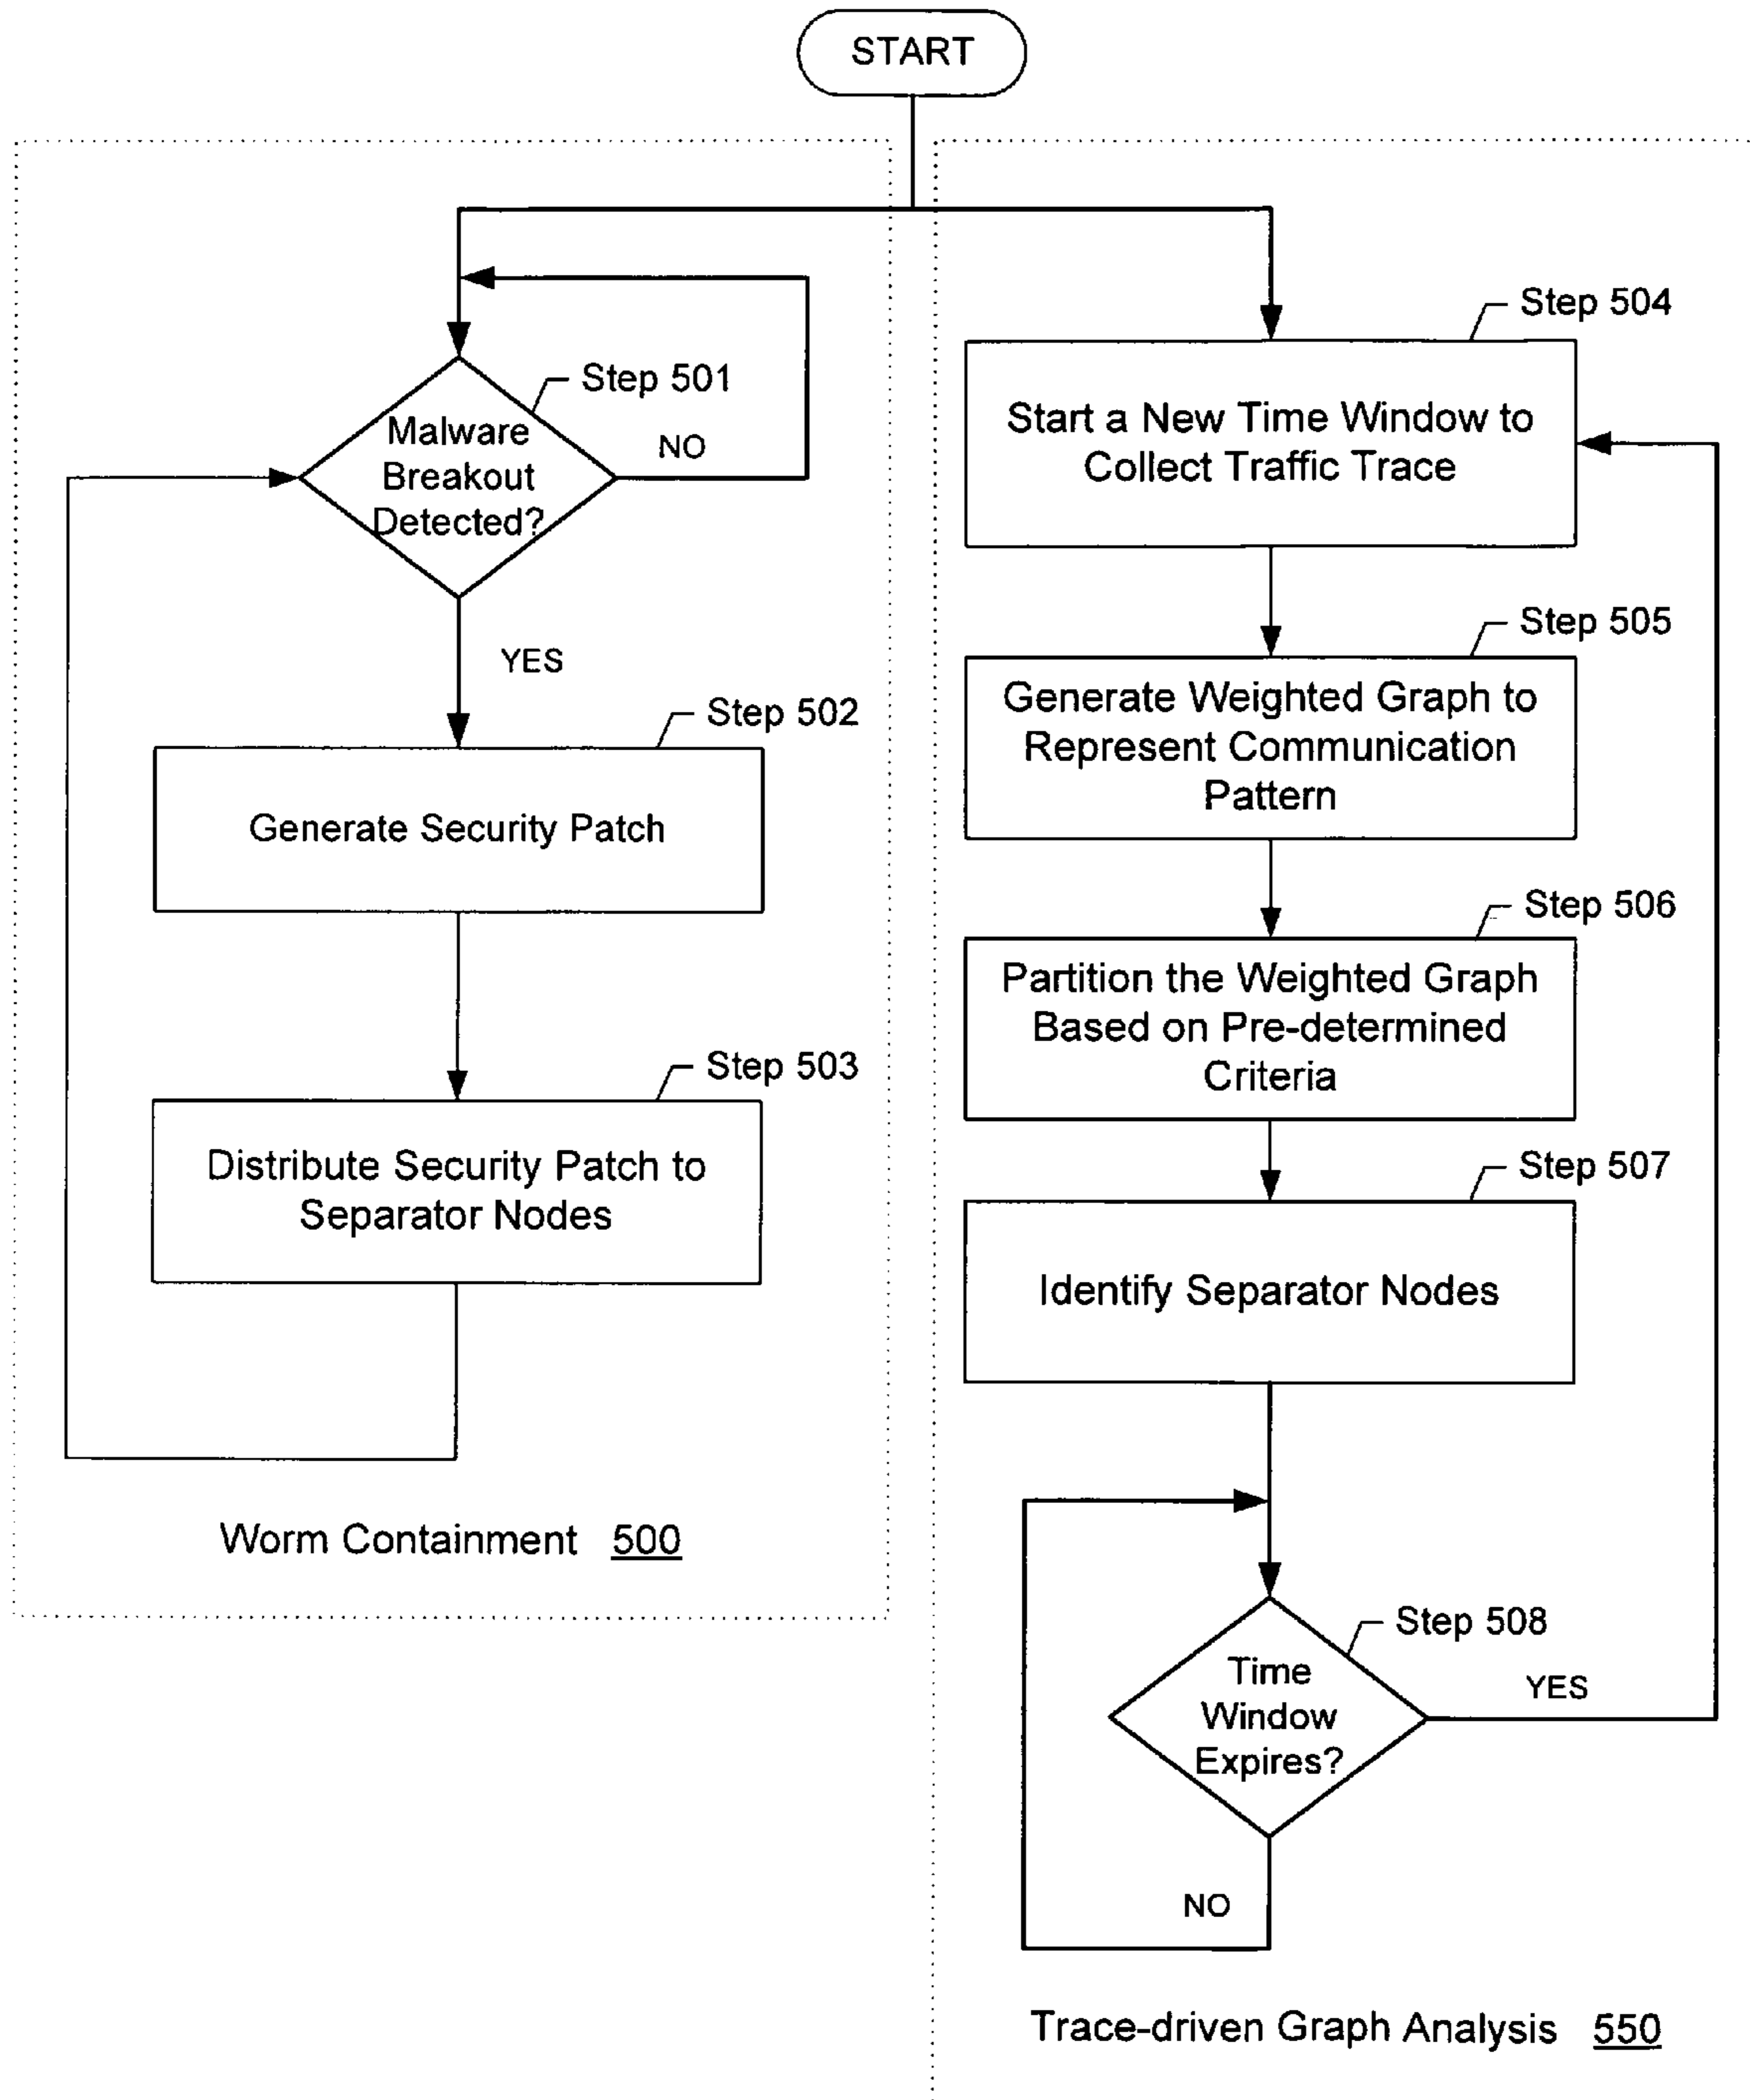 START
Step 501
Malware
Breakout
Detected?
NO
YES
Step 502
Generate Security Patch
Step 503
Distribute Security Patch to
Separator Nodes
Worm Containment 500
Step 504
Start a New Time Window to
Collect Traffic Trace
Step 505
Generate Weighted Graph to
Represent Communication
Pattern
Step 506
Partition the Weighted Graph
Based on Pre-determined
Criteria
Step 507
Identify Separator Nodes
Step 508
Time
Window
Expires?
YES
NO
Trace-driven Graph Analysis 550